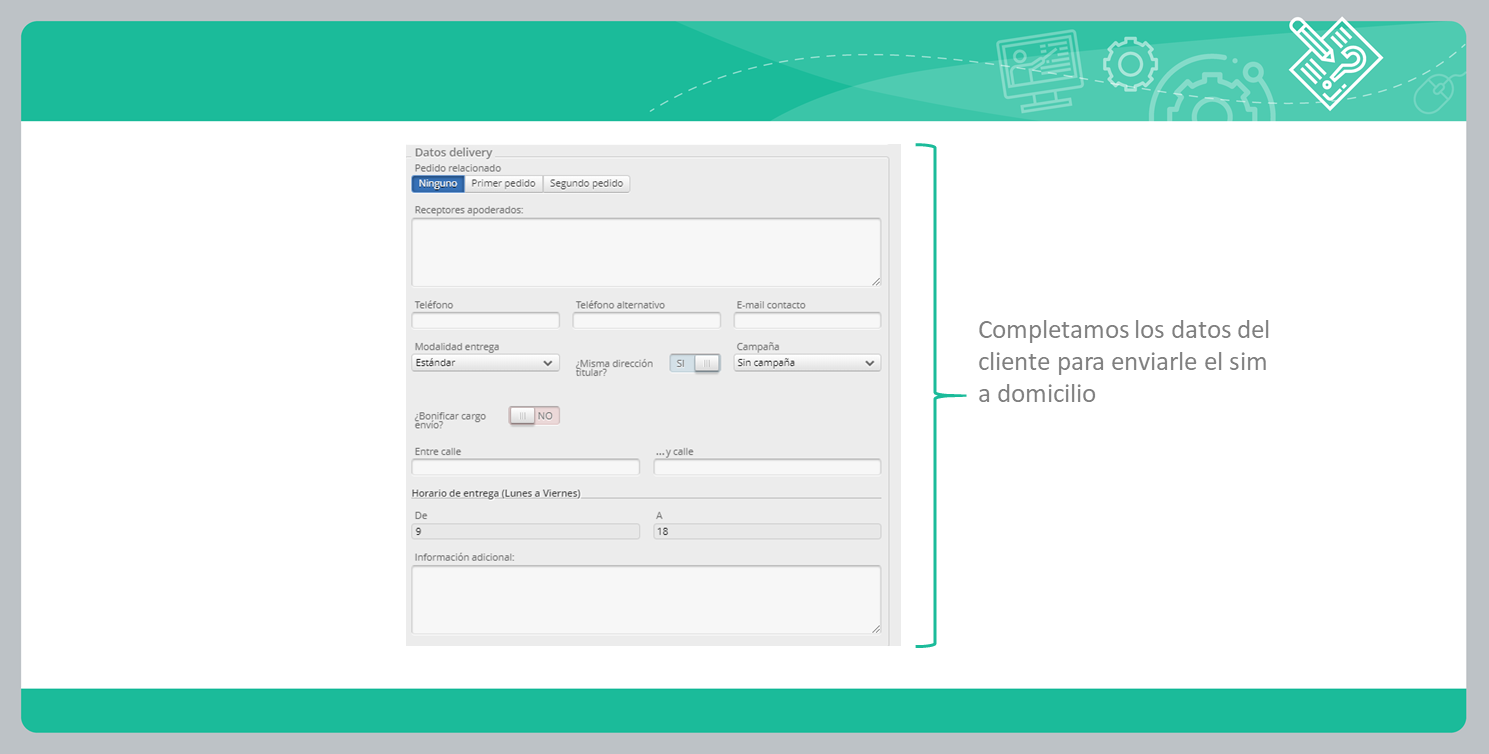 Datos delivery
Pedido relacionado
Ninguno Primer pedido Segundo pedido
Receptores apoderados:
Teléfono Teléfono alternativo E-mail contacto
Modalidad entrega
¿Misma dirección titular?
Campaña
Estándar SI Sin campaña
¿Bonificar cargo envío?
NO
Entre calle ... y calle
Horario de entrega (Lunes a Viernes)
De A
9 18
Información adicional:
Completamos los datos del
cliente para enviarle el sim
a domicilio